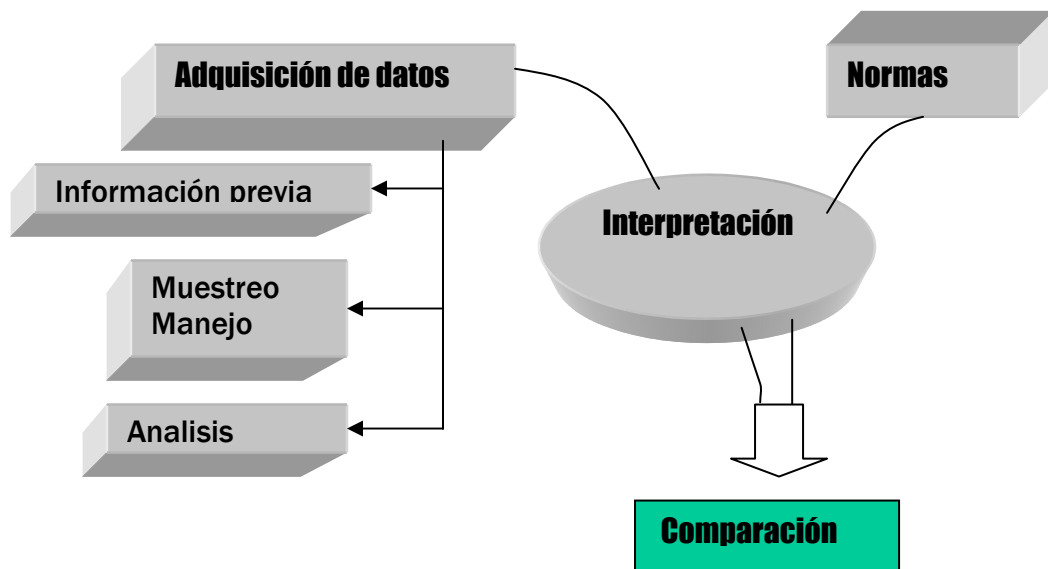 Adquisición de datos
Normas
Información previa
Interpretación
Muestreo
Manejo
Analisis
Comparación